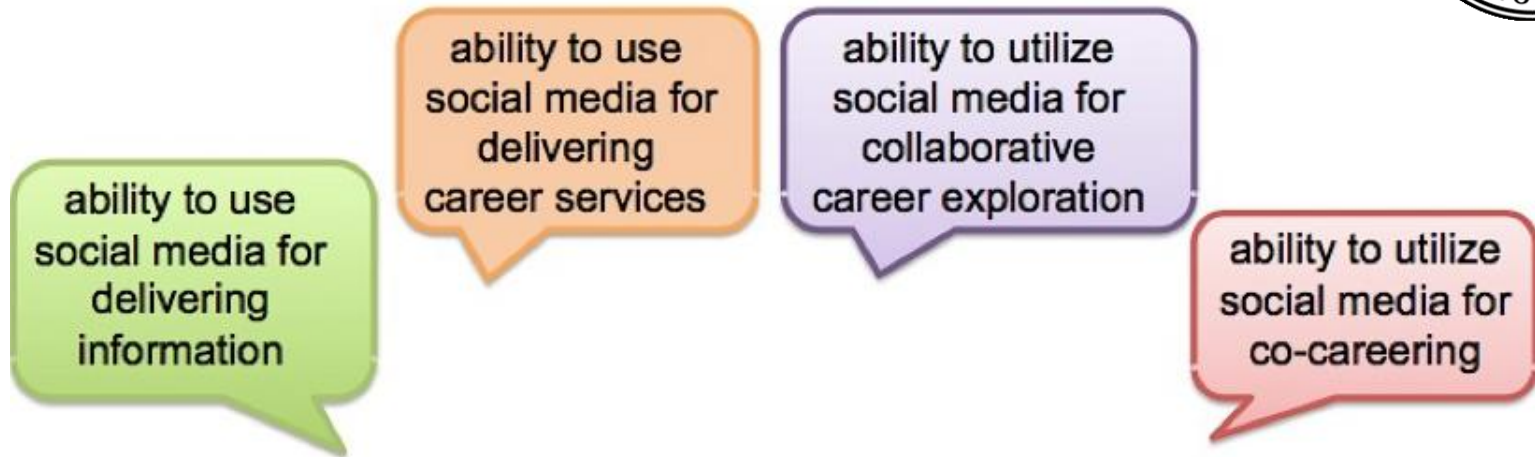 ability to use
social media for
delivering
information
ability to use
social media for
delivering
career services
ability to utilize
social media for
collaborative
career exploration
ability to utilize
social media for
co-careering